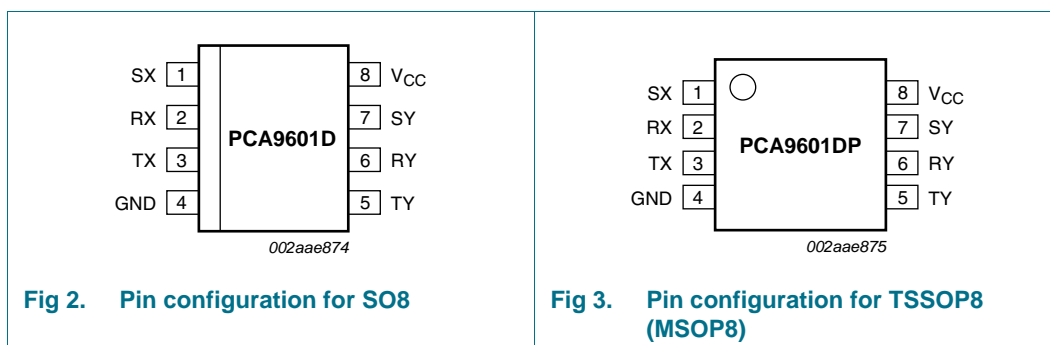 SX 1
RX 2
TX 3
GND 4
PCA9601D
8 VCC
7 SY
6 RY
5 TY
002aae874
Fig 2. Pin configuration for SO8
SX 1
RX 2
TX 3
GND 4
PCA9601DP
8 VCC
7 SY
6 RY
5 TY
002aae875
Fig 3. Pin configuration for TSSOP8
(MSOP8)